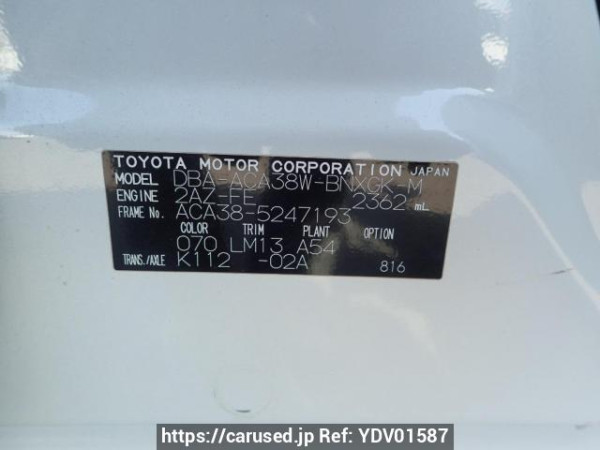 TOYOTA MOTOR CORPORATION JAPAN
MODEL DBA-ACA38W-BNXGK-M
ENGINE 2AZ-FE 2362 mL
FRAME No. ACA38-5247193
COLOR TRIM PLANT OPTION
070 LM13 A54
TRANS./AXLE K112 -02A 816
https://carused.jp Ref: YDV01587